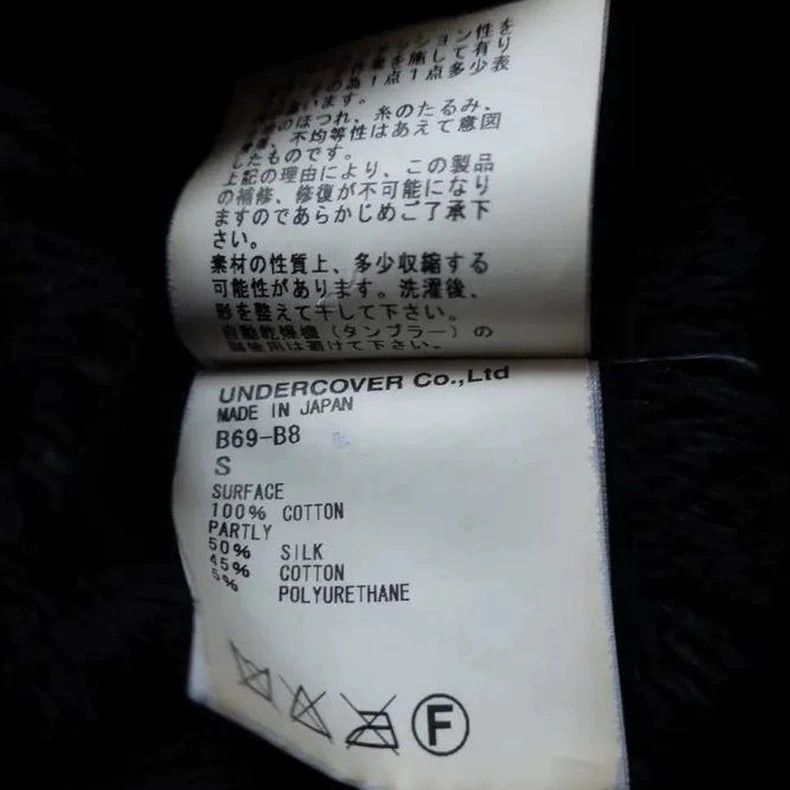 ション性を
を施して有り
その為1点1点多少表
います。
のほつれ、糸のたるみ、
不均等性はあえて意図
したものです。
上記の理由により、この製品
の補修、修復が不可能になり
ますのであらかじめご了承下
さい。
素材の性質上、多少収縮する
可能性があります。洗濯後、
形を整えて干して下さい。
自動乾燥機(タンブラー)の
御使用は避けて下さい。
UNDERCOVER Co.,Ltd
MADE IN JAPAN
B69-B8
S
SURFACE
100% COTTON
PARTLY
50% SILK
45% COTTON
5% POLYURETHANE
F